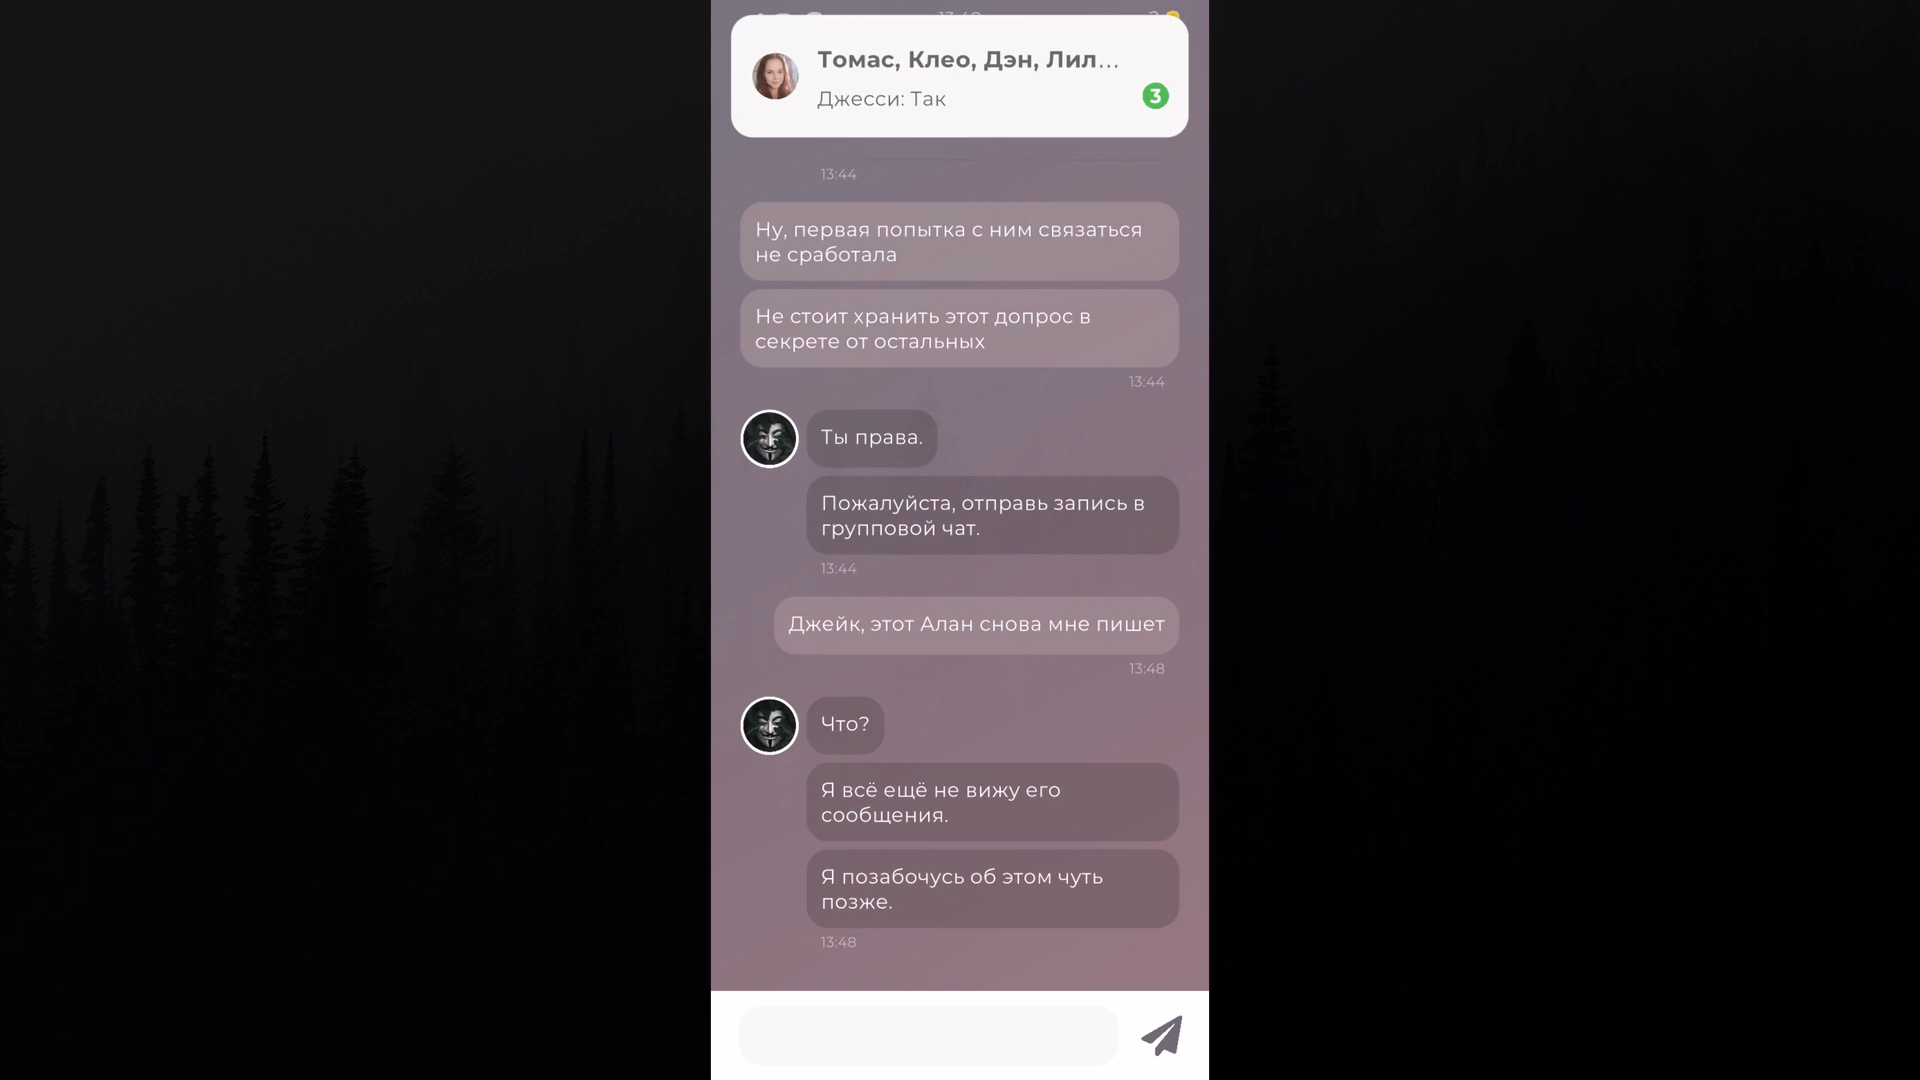 Томас, Клео, Дэн, Лил...
Джесси: Так
3
13:44
Ну, первая попытка с ним связаться
не сработала
Не стоит хранить этот допрос в
секрете от остальных
13:44
Ты права.
Пожалуйста, отправь запись в
групповой чат.
13:44
Джейк, этот Алан снова мне пишет
13:48
Что?
Я всё ещё не вижу его
сообщения.
Я позабочусь об этом чуть
позже.
13:48